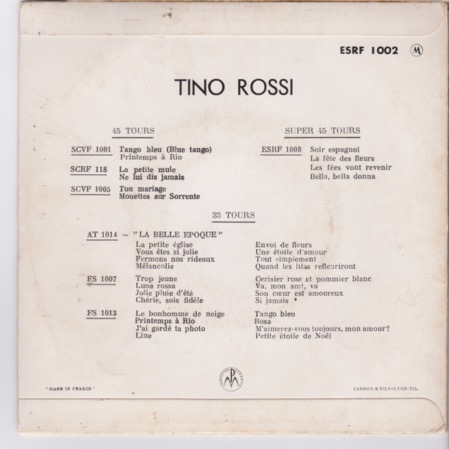 ESRF 1002 M
TINO ROSSI
45 TOURS
SCVF 1001 Tango bleu (Blue tango)
Printemps à Rio
SCRF 118 La petite mule
Ne lui dis jamais
SCVF 1005 Ton mariage
Mouettes sur Sorrente
SUPER 45 TOURS
ESRF 1003 Soir espagnol
La fête des fleurs
Les fées vont revenir
Bella, bella donna
33 TOURS
AT 1014 - "LA BELLE EPOQUE"
La petite église
Vous êtes si jolie
Fermons nos rideaux
Mélancolie
Envoi de fleurs
Une étoile d'amour
Tout simplement
Quand les lilas refleuriront
FS 1007 Trop jeune
Luna rossa
Jolie pluie d'été
Chérie, sois fidèle
Cerisier rose et pommier blanc
Va, mon ami, va
Son cœur est amoureux
Si jamais
FS 1013 Le bonhomme de neige
Printemps à Rio
J'ai gardé ta photo
Line
Tango bleu
Rosa
M'aimerez-vous toujours, mon amour?
Petite étoile de Noël
"MADE IN FRANCE"
& FILS-LYON-